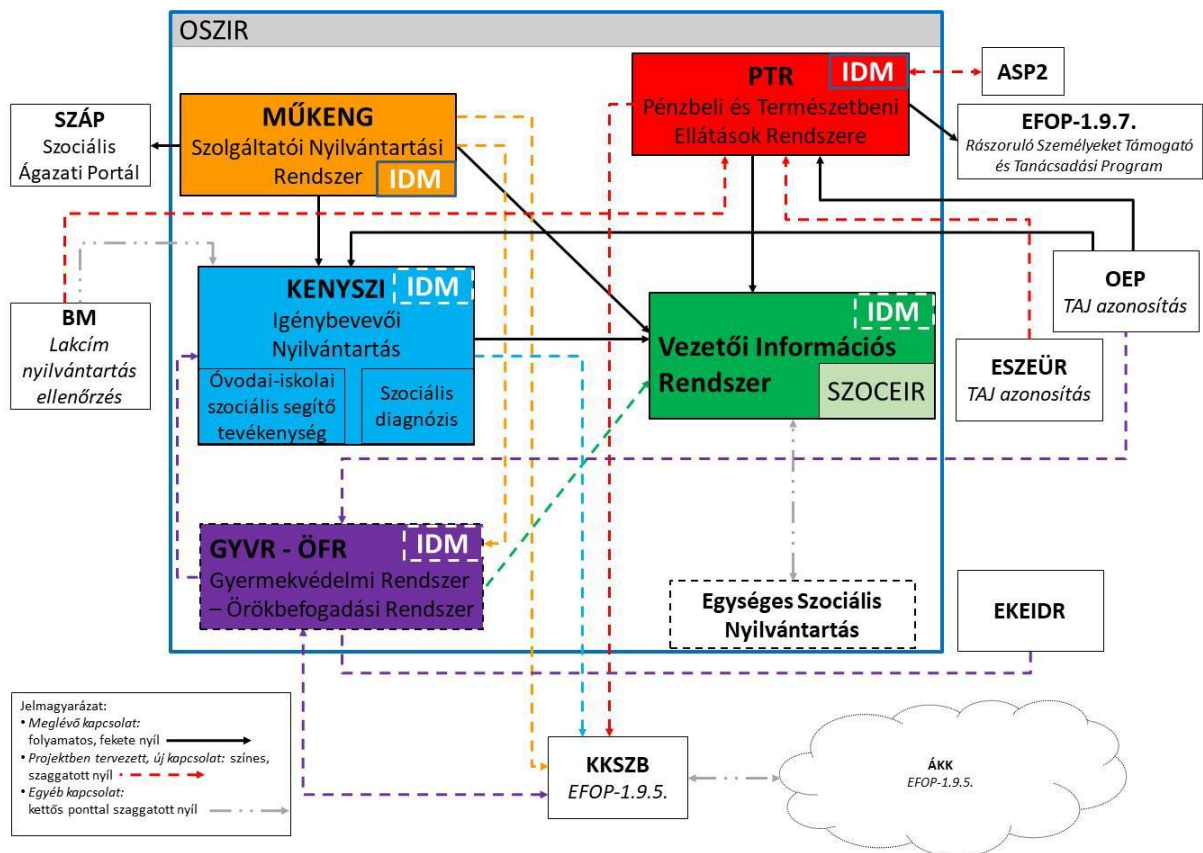 OSZIR
SZÁP
Szociális
Ágazati Portál
MŰKENG
Szolgáltatói Nyilvántartási
Rendszer
IDM
PTR
IDM
Pénzbeli és Természetbeni
Ellátások Rendszere
ASP2
EFOP-1.9.7.
Rászoruló Személyeket Támogató
és Tanácsadási Program
BM
Lakcím
nyilvántartás
ellenőrzés
KENYSZI
IDM
Igénybevevői
Nyilvántartás
Óvodai-iskolai
szociális segítő
tevékenység
Szociális
diagnózis
IDM
Vezetői Információs
Rendszer
SZOCEIR
OEP
TAJ azonosítás
ESZEÜR
TAJ azonosítás
GYVR - ÖFR
IDM
Gyermekvédelmi Rendszer
– Örökbefogadási Rendszer
Egységes Szociális
Nyilvántartás
EKEIDR
Jelmagyarázat:
• Meglévő kapcsolat:
folyamatos, fekete nyíl
• Projektben tervezett, új kapcsolat: színes,
szaggatott nyíl
• Egyéb kapcsolat:
kettős ponttal szaggatott nyíl
KKSZB
EFOP-1.9.5.
ÁKK
EFOP-1.9.5.